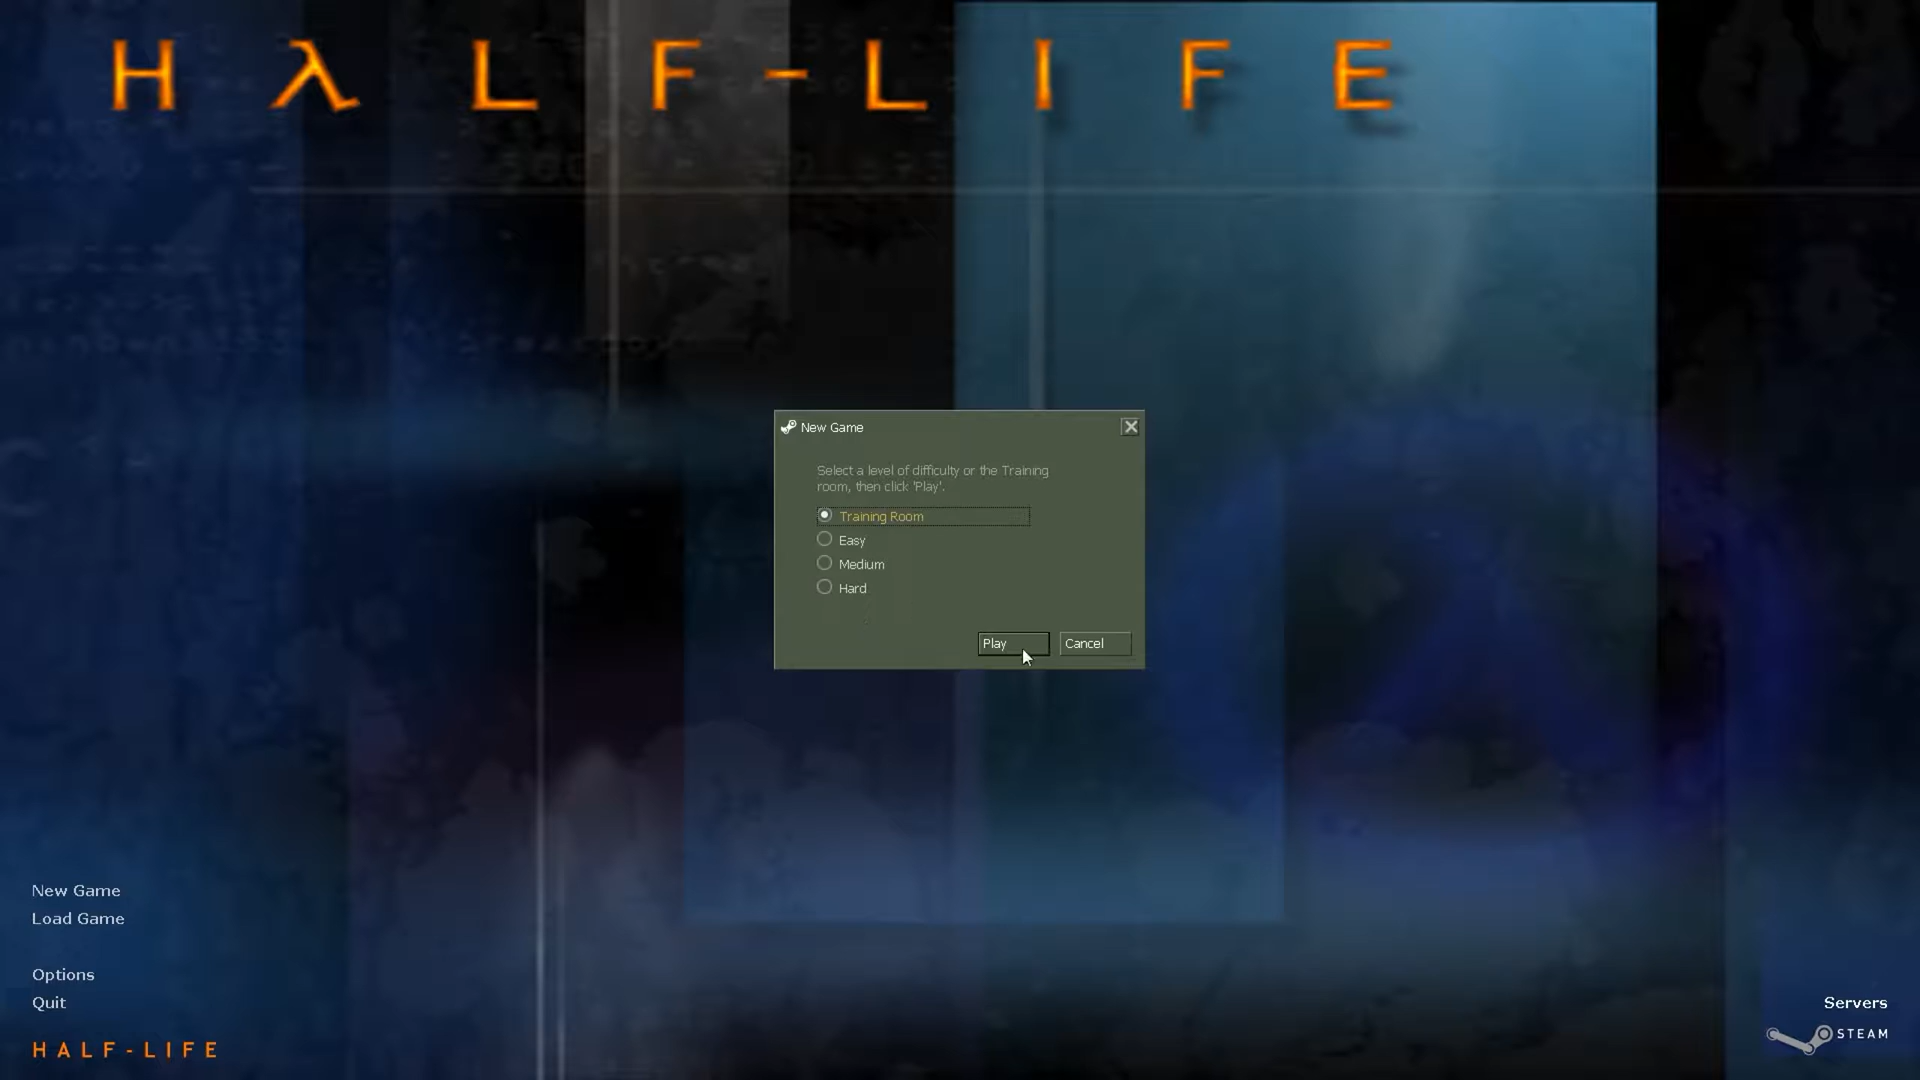 HλLF-LIFE
New Game
Select a level of difficulty or the Training
room, then click 'Play'.
Training Room
Easy
Medium
Hard
Play
Cancel
New Game
Load Game
Options
Quit
HALF-LIFE
Servers
STEAM